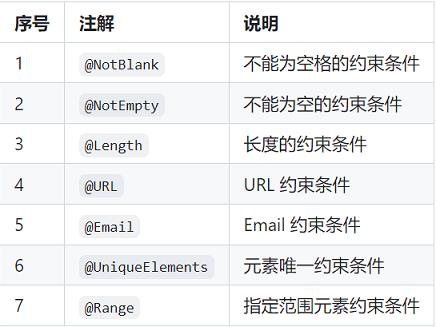 序号 注解 说明
1 @NotBlank 不能为空格的约束条件
2 @NotEmpty 不能为空的约束条件
3 @Length 长度的约束条件
4 @URL URL 约束条件
5 @Email Email 约束条件
6 @UniqueElements 元素唯一约束条件
7 @Range 指定范围元素约束条件